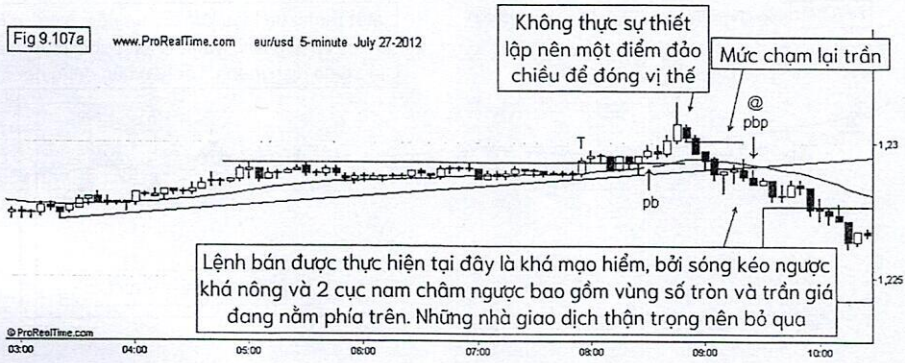 Fig 9.107a
www.ProRealTime.com eur/usd 5-minute July 27-2012
Không thực sự thiết
lập nên một điểm đảo
chiều để đóng vị thế
Mức chạm lại trần
@
pbp
T
1,23
pb
Lệnh bán được thực hiện tại đây là khá mạo hiểm, bởi sóng kéo ngược
khá nông và 2 cục nam châm ngược bao gồm vùng số tròn và trần giá
đang nằm phía trên. Những nhà giao dịch thận trọng nên bỏ qua
1,225
© ProRealTime.com
03:00 04:00 05:00 06:00 07:00 08:00 09:00 10:00